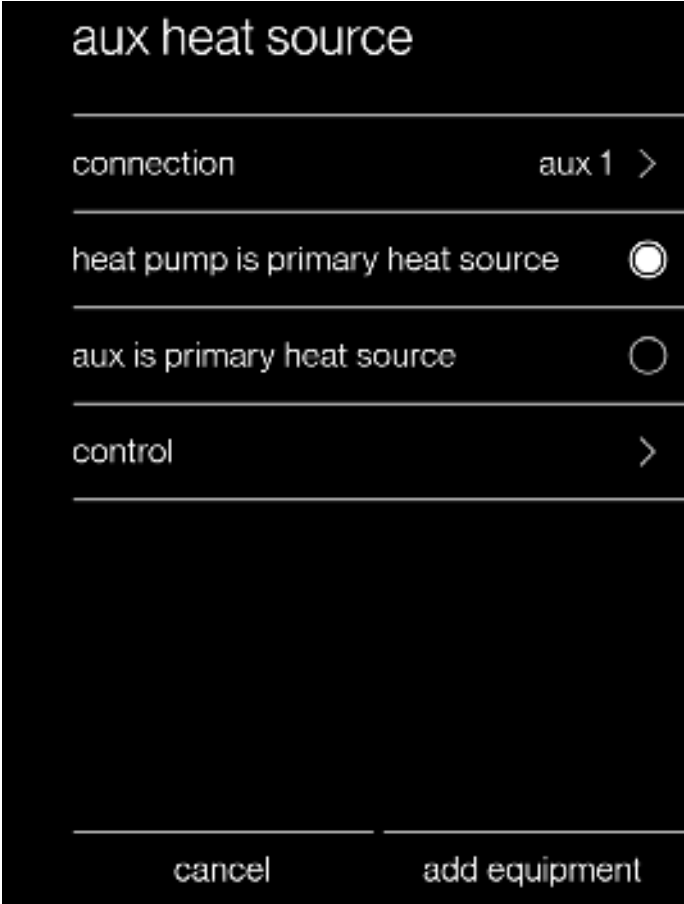 aux heat source
connection aux 1 >
heat pump is primary heat source
aux is primary heat source
control >
cancel add equipment